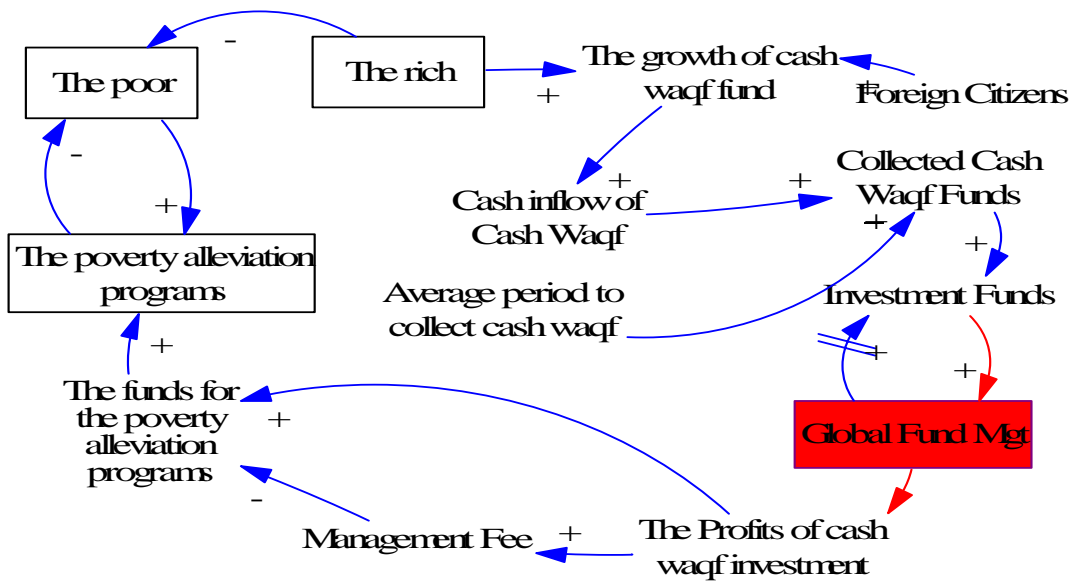 -
The poor
The rich
+
The growth of cash
waqf fund
+
Foreign Citizens
-
+
+
Cash inflow of
Cash Waqf
+
Collected Cash
Waqf Funds
+
+
The poverty alleviation
programs
Average period to
collect cash waqf
Investment Funds
+
+
+
The funds for
the poverty
alleviation
programs
+
-
Global Fund Mgt
Management Fee
+
The Profits of cash
waqf investment